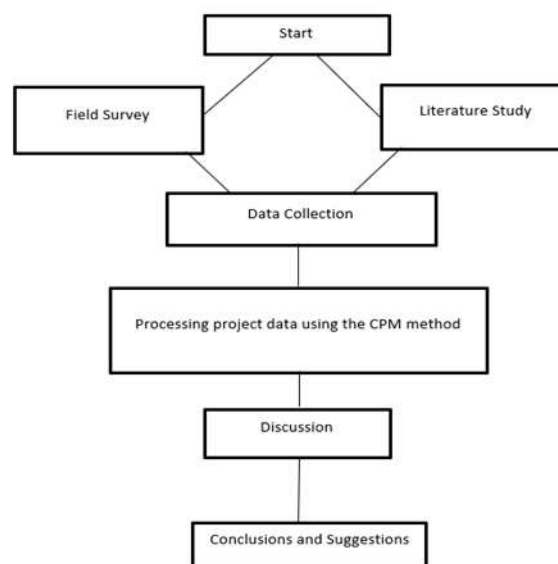 Start
Field Survey
Literature Study
Data Collection
Processing project data using the CPM method
Discussion
Conclusions and Suggestions